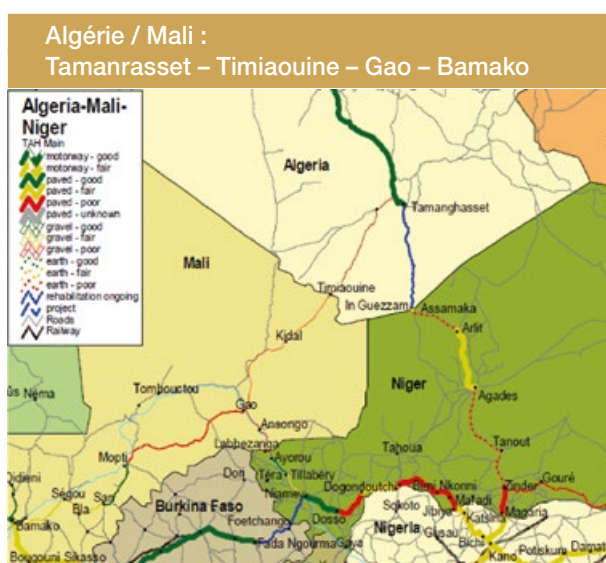 Algérie / Mali :
Tamanrasset – Timiaouine – Gao – Bamako
Algeria-Mali-
Niger
TAH Main
motorway - good
motorway - fair
paved - good
paved - fair
paved - poor
paved - unknown
gravel - good
gravel - fair
gravel - poor
earth - good
earth - fair
earth - poor
rehabilitation ongoing
project
Roads
Railway
Algeria
Tamanghasset
Mali
Timiaouine
In Guezzam
Assamaka
Arlit
Kidal
Niger
Néma
Tombouctou
Agades
Gao
Ansongo
Labbezanga
Ayorou
Tahoua
Tanout
Mopti
Téra
Tillabéry
Gouré
Dori
Dogondoutchi
Birni Nkonni
Zinder
Ségou
San
Niamey
Maradi
Didieni
Bla
Burkina Faso
Sokoto
Jibiya
Katsina
Magaria
Bamako
Foetchango
Dosso
Nigeria
Gusau
Bichi
Fada Ngourma
Gaya
Kano
Potiskum
Damat
Bougouni
Sikasso